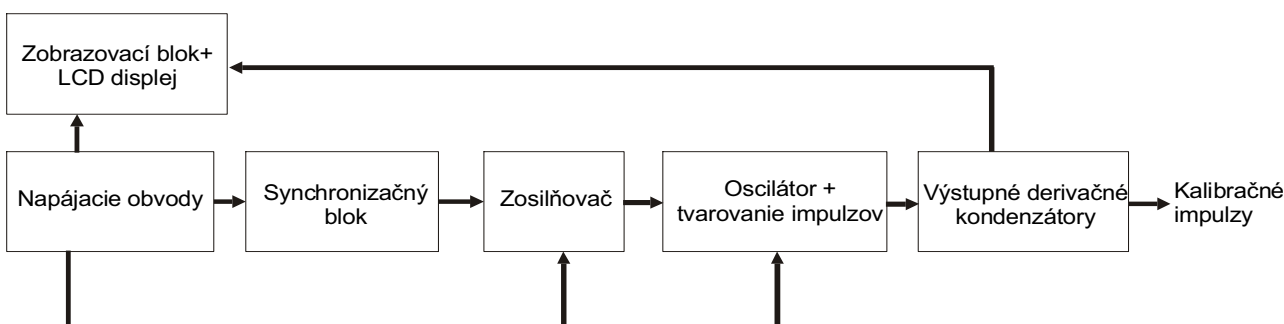 Zobrazovací blok+
LCD displej
Napájacie obvody
Synchronizačný
blok
Zosilňovač
Oscilátor +
tvarovanie impulzov
Výstupné derivačné
kondenzátory
Kalibračné
impulzy